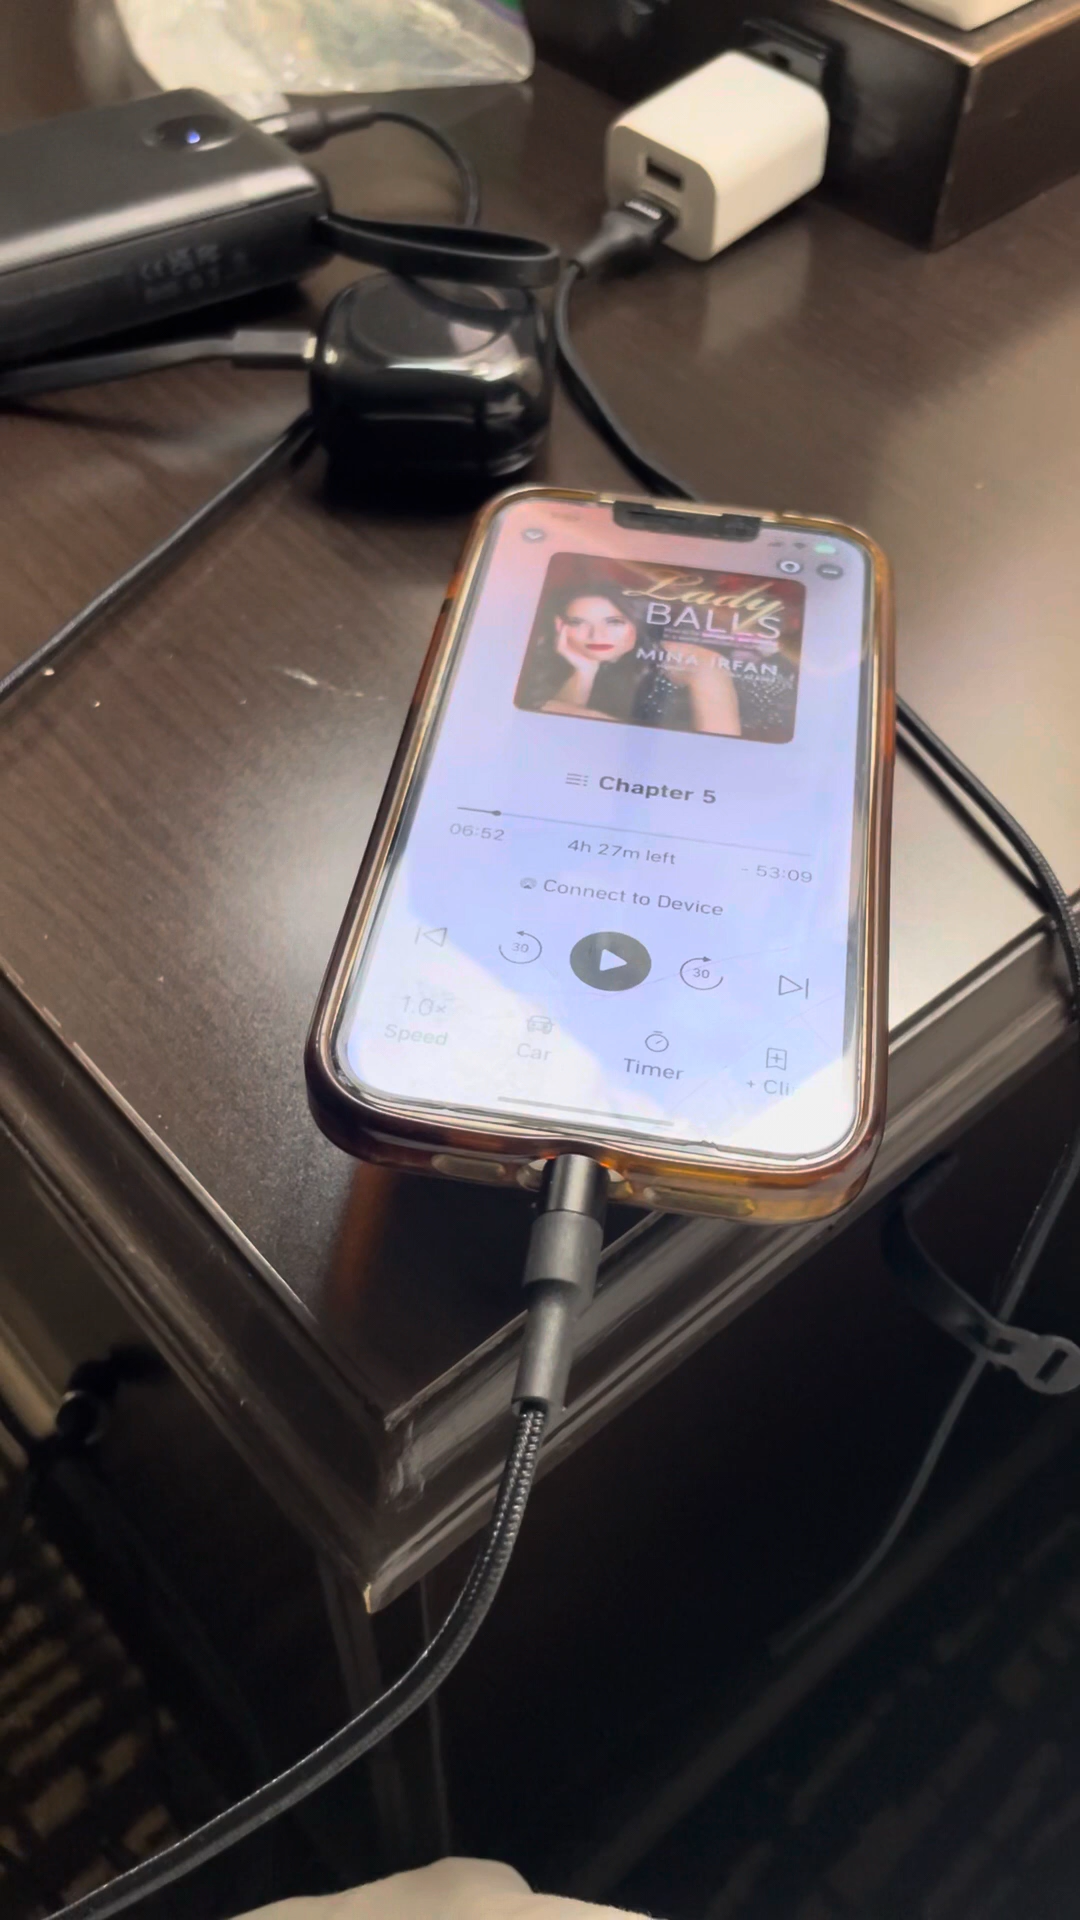 Lady
BALLS
MINA IRFAN
Chapter 5
06:52
4h 27m left
- 53:09
Connect to Device
30
30
1.0x
Speed
Car
Timer
+ Cli